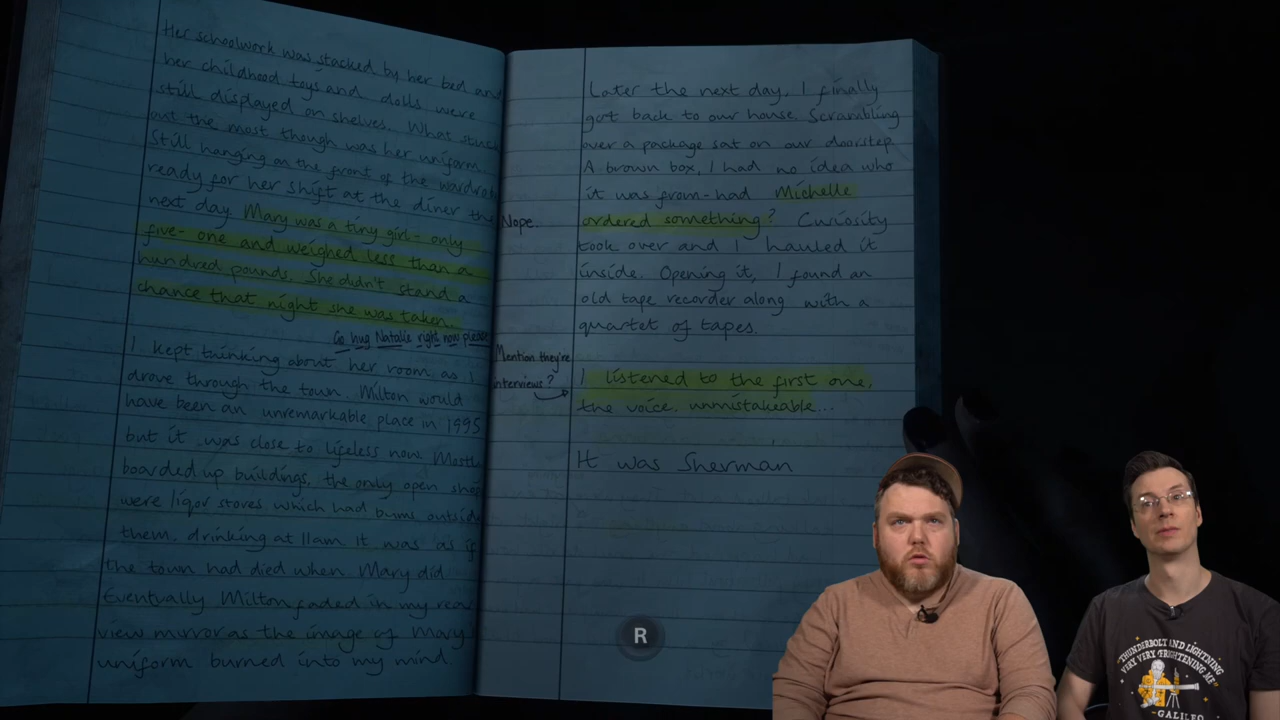 Her schoolwork was stacked by her bed and
her childhood toys and dolls were
still displayed on shelves. What stuck
out the most though was her uniform.
Still hanging on the front of the wardrobe
ready for her shift at the diner the
next day. Mary was a tiny girl - only
five-one and weighed less than a
hundred pounds. She didn't stand a
chance that night she was taken.
Go hug Natalie right now please
I kept thinking about her room as I
drove through the town. Milton would
have been an unremarkable place in 1995
but it was close to lifeless now. Mostly
boarded up buildings, the only open shops
were liqor stores which had bums outside
them, drinking at 11am. It was as if
the town had died when Mary did
Eventually Milton faded in my rear
view mirror as the image of Mary
uniform burned into my mind
Later the next day, I finally
got back to our house. Scrambling
over a package sat on our doorstep.
A brown box, I had no idea who
it was from - had Michelle
Nope.
ordered something? Curiosity
took over and I hauled it
inside. Opening it, I found an
old tape recorder along with a
quartet of tapes.
Mention they're
interviews?
I listened to the first one,
the voice, unmistakeable...
It was Sherman
R
THUNDERBOLT AND LIGHTNING
VERY VERY FRIGHTENING ME
-GALILEO